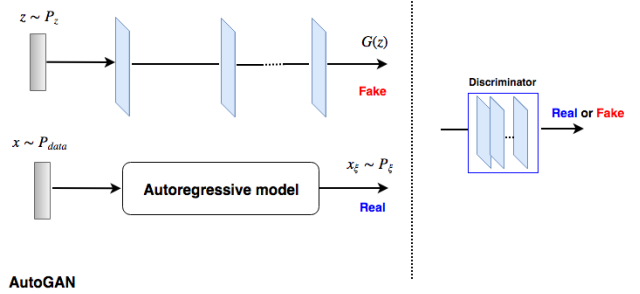 z ~ P_z
G(z)
Fake
Discriminator
Real or Fake
...
x ~ P_data
x_ξ ~ P_ξ
Autoregressive model
Real
AutoGAN